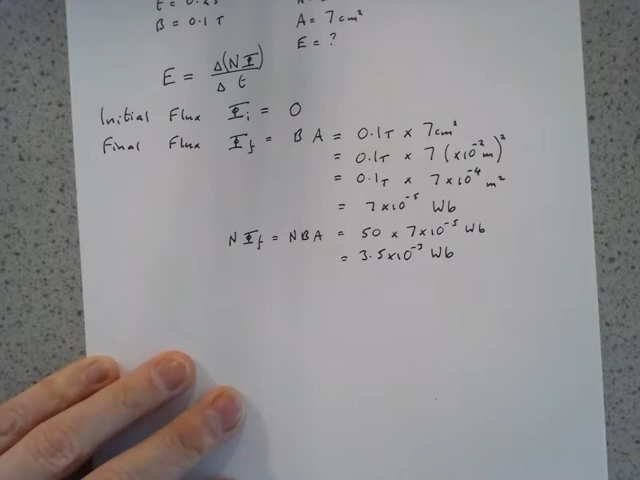 B = 0.1 T
A = 7 cm²
E = ?
E = Δ(NΦ) / Δ t
Initial Flux Φi = 0
Final Flux Φf = BA = 0.1T × 7cm²
= 0.1T × 7 (×10⁻²m)²
= 0.1T × 7×10⁻⁴ m²
= 7×10⁻⁵ Wb
NΦf = NBA = 50 × 7×10⁻⁵ Wb
= 3.5×10⁻³ Wb